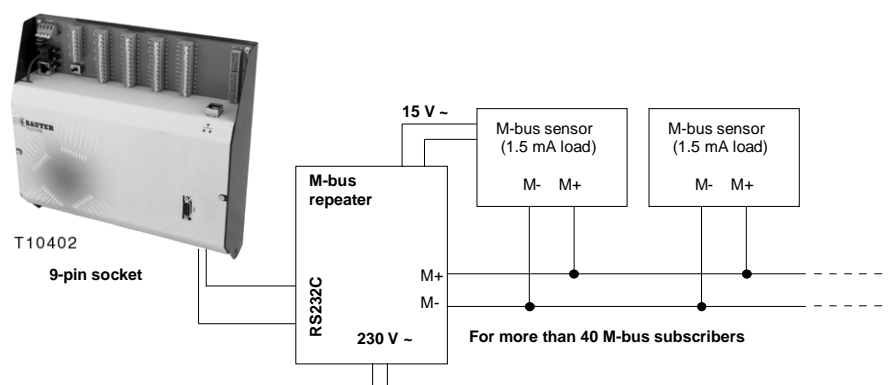 SAUTER
T10402
9-pin socket
15 V ~
M-bus
repeater
RS232C
230 V ~
M+
M-
M-bus sensor
(1.5 mA load)
M- M+
M-bus sensor
(1.5 mA load)
M- M+
For more than 40 M-bus subscribers